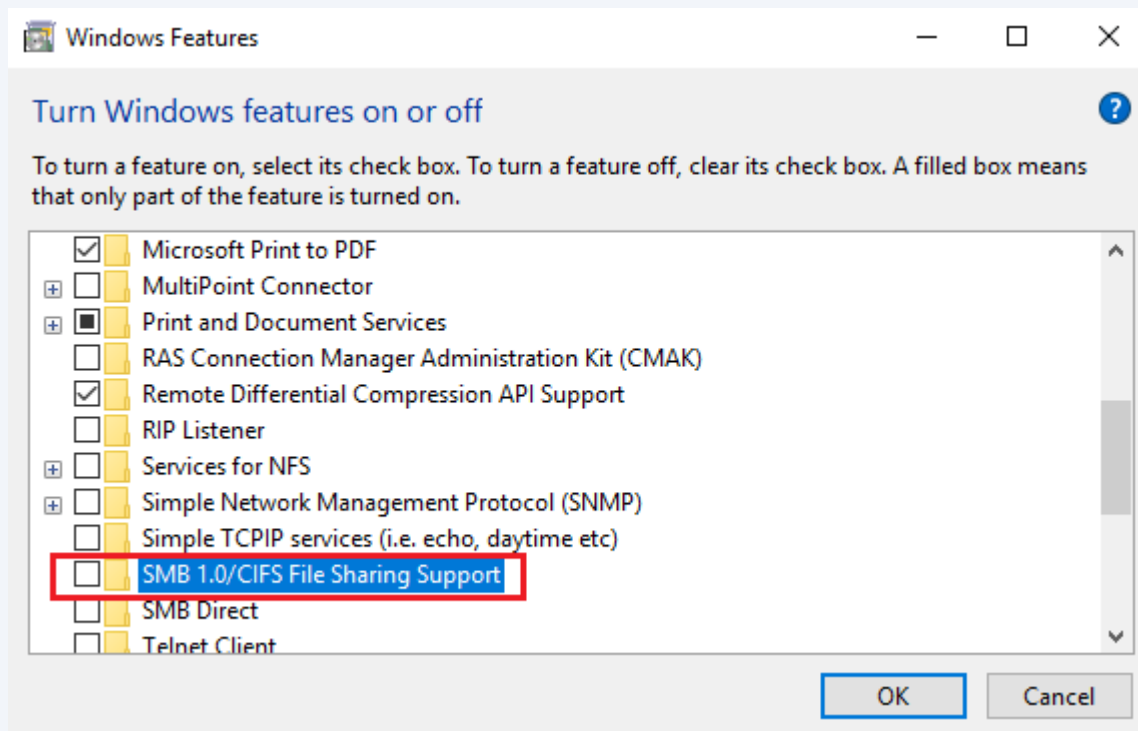 Windows Features
Turn Windows features on or off
?
To turn a feature on, select its check box. To turn a feature off, clear its check box. A filled box means
that only part of the feature is turned on.
Microsoft Print to PDF
MultiPoint Connector
Print and Document Services
RAS Connection Manager Administration Kit (CMAK)
Remote Differential Compression API Support
RIP Listener
Services for NFS
Simple Network Management Protocol (SNMP)
Simple TCPIP services (i.e. echo, daytime etc)
SMB 1.0/CIFS File Sharing Support
SMB Direct
Telnet Client
OK Cancel